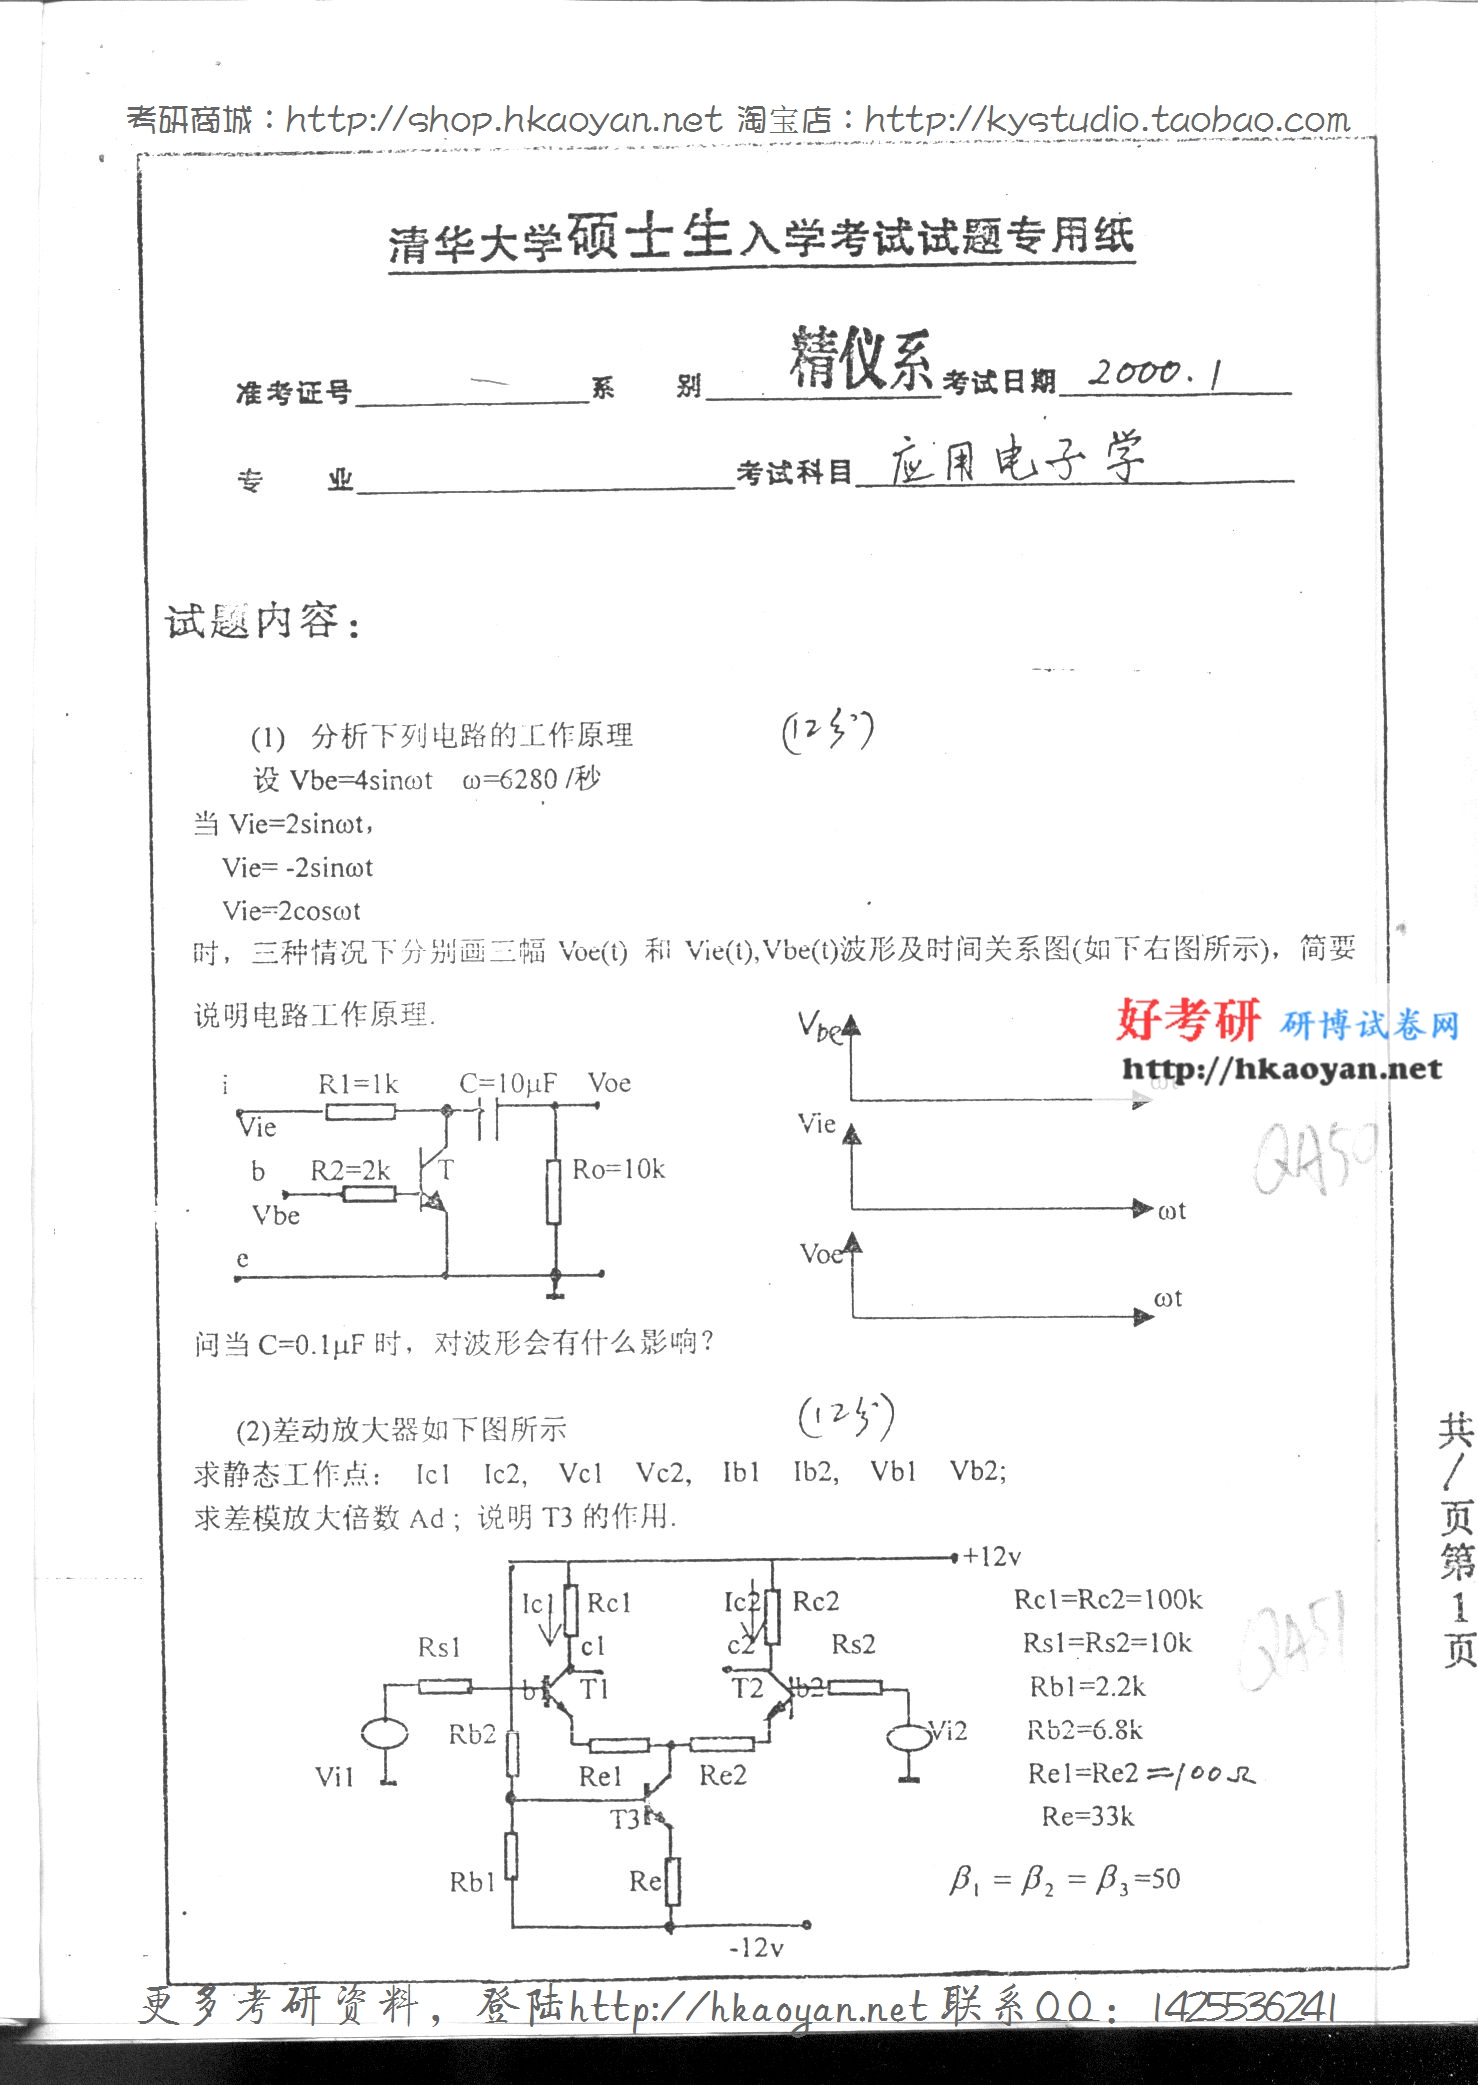 考研商城：http://shop.hkaoyan.net 淘宝店：http://kystudio.taobao.com
清华大学硕士生入学考试试题专用纸
准考证号 系 别 精仪系 考试日期 2000.1
专 业 考试科目 应用电子学
试题内容：
(1) 分析下列电路的工作原理 (12分)
设 Vbe=4sinωt ω=6280 /秒
当 Vie=2sinωt，
Vie= -2sinωt
Vie=2cosωt
时，三种情况下分别画三幅 Voe(t) 和 Vie(t),Vbe(t)波形及时间关系图(如下右图所示)，简要
说明电路工作原理.
好考研 研博试卷网
http://hkaoyan.net
i R1=1k C=10μF Voe
Vie
b R2=2k T Ro=10k
Vbe
e
Vbe
ωt
Vie
ωt
Voe
ωt
QA50
问当 C=0.1μF 时，对波形会有什么影响？
(2)差动放大器如下图所示 (12分)
求静态工作点： Ic1 Ic2, Vc1 Vc2, Ib1 Ib2, Vb1 Vb2;
求差模放大倍数 Ad；说明 T3 的作用.
+12v
Ic1 Rc1 Ic2 Rc2
Rs1 c1 c2 Rs2
b1 T1 T2 b2
Rb2 Vi2
Vi1 Re1 Re2
T3
Rb1 Re
-12v
Rc1=Rc2=100k
Rs1=Rs2=10k
Rb1=2.2k
Rb2=6.8k
Re1=Re2=100Ω
Re=33k
β1 = β2 = β3=50
QA51
共1页第1页
更多考研资料，登陆http://hkaoyan.net 联系QQ：1425536241